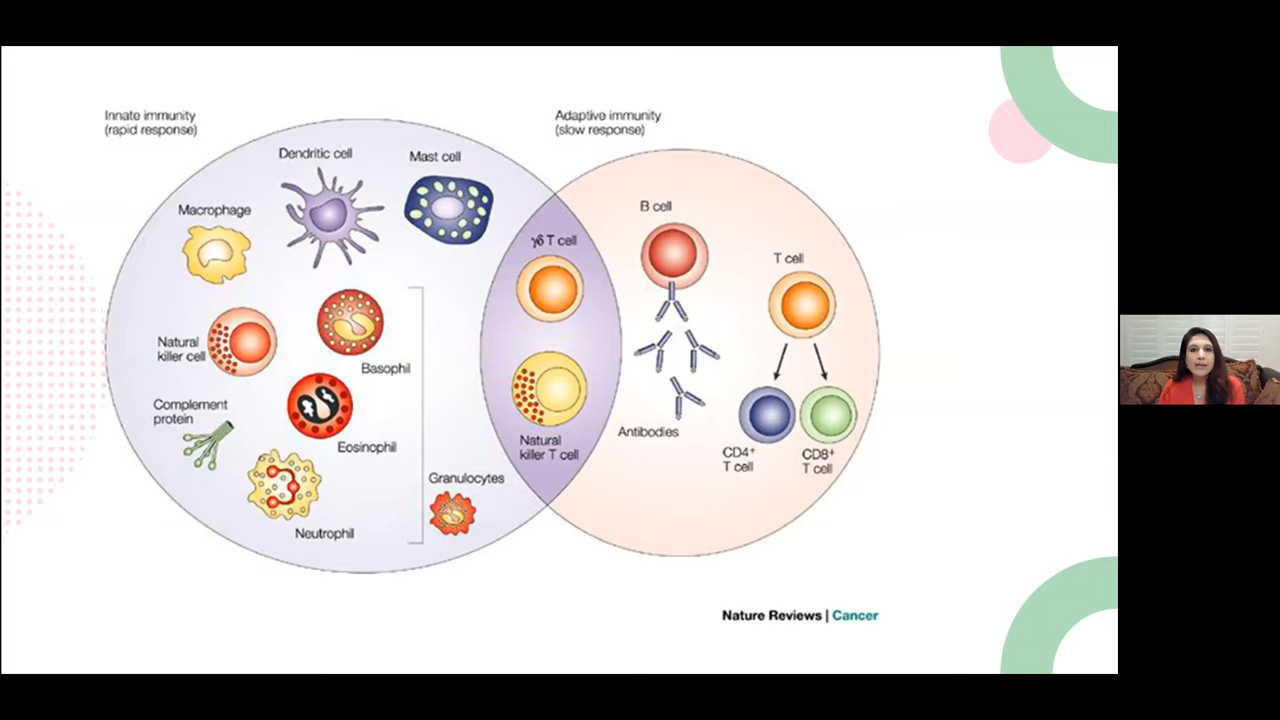 Innate immunity
(rapid response)
Adaptive immunity
(slow response)
Dendritic cell
Mast cell
Macrophage
B cell
γδ T cell
T cell
Natural
killer cell
Basophil
Complement
protein
Eosinophil
Antibodies
Natural
killer T cell
CD4+
T cell
CD8+
T cell
Granulocytes
Neutrophil
Nature Reviews | Cancer